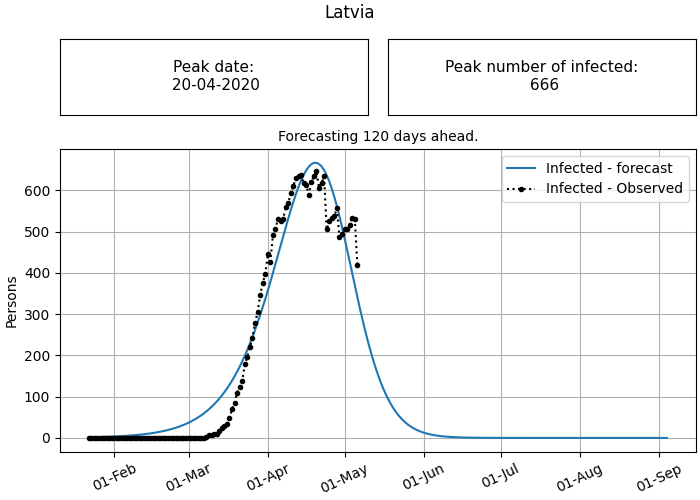 Latvia
Peak date:
20-04-2020
Peak number of infected:
666
Forecasting 120 days ahead.
Infected - forecast
Infected - Observed
Persons
600
500
400
300
200
100
0
01-Feb
01-Mar
01-Apr
01-May
01-Jun
01-Jul
01-Aug
01-Sep